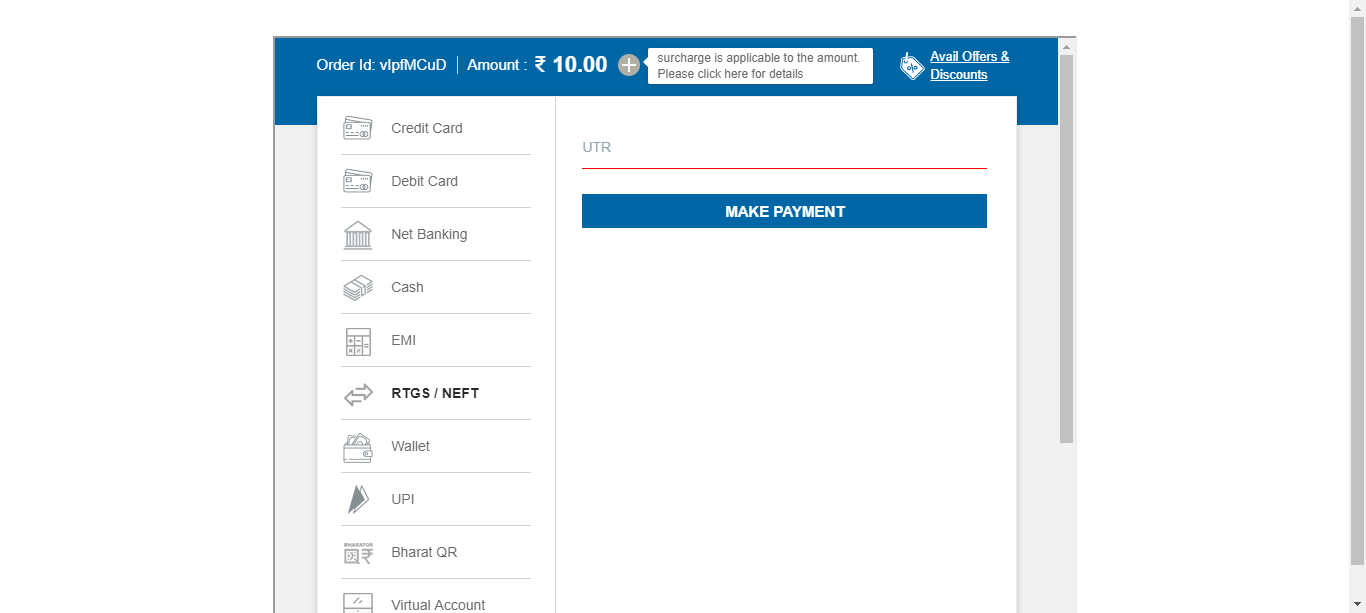 Order Id: vIpfMCuD Amount : ₹ 10.00
surcharge is applicable to the amount.
Please click here for details
Avail Offers &
Discounts
Credit Card
Debit Card
Net Banking
Cash
EMI
RTGS / NEFT
Wallet
UPI
Bharat QR
Virtual Account
UTR
MAKE PAYMENT